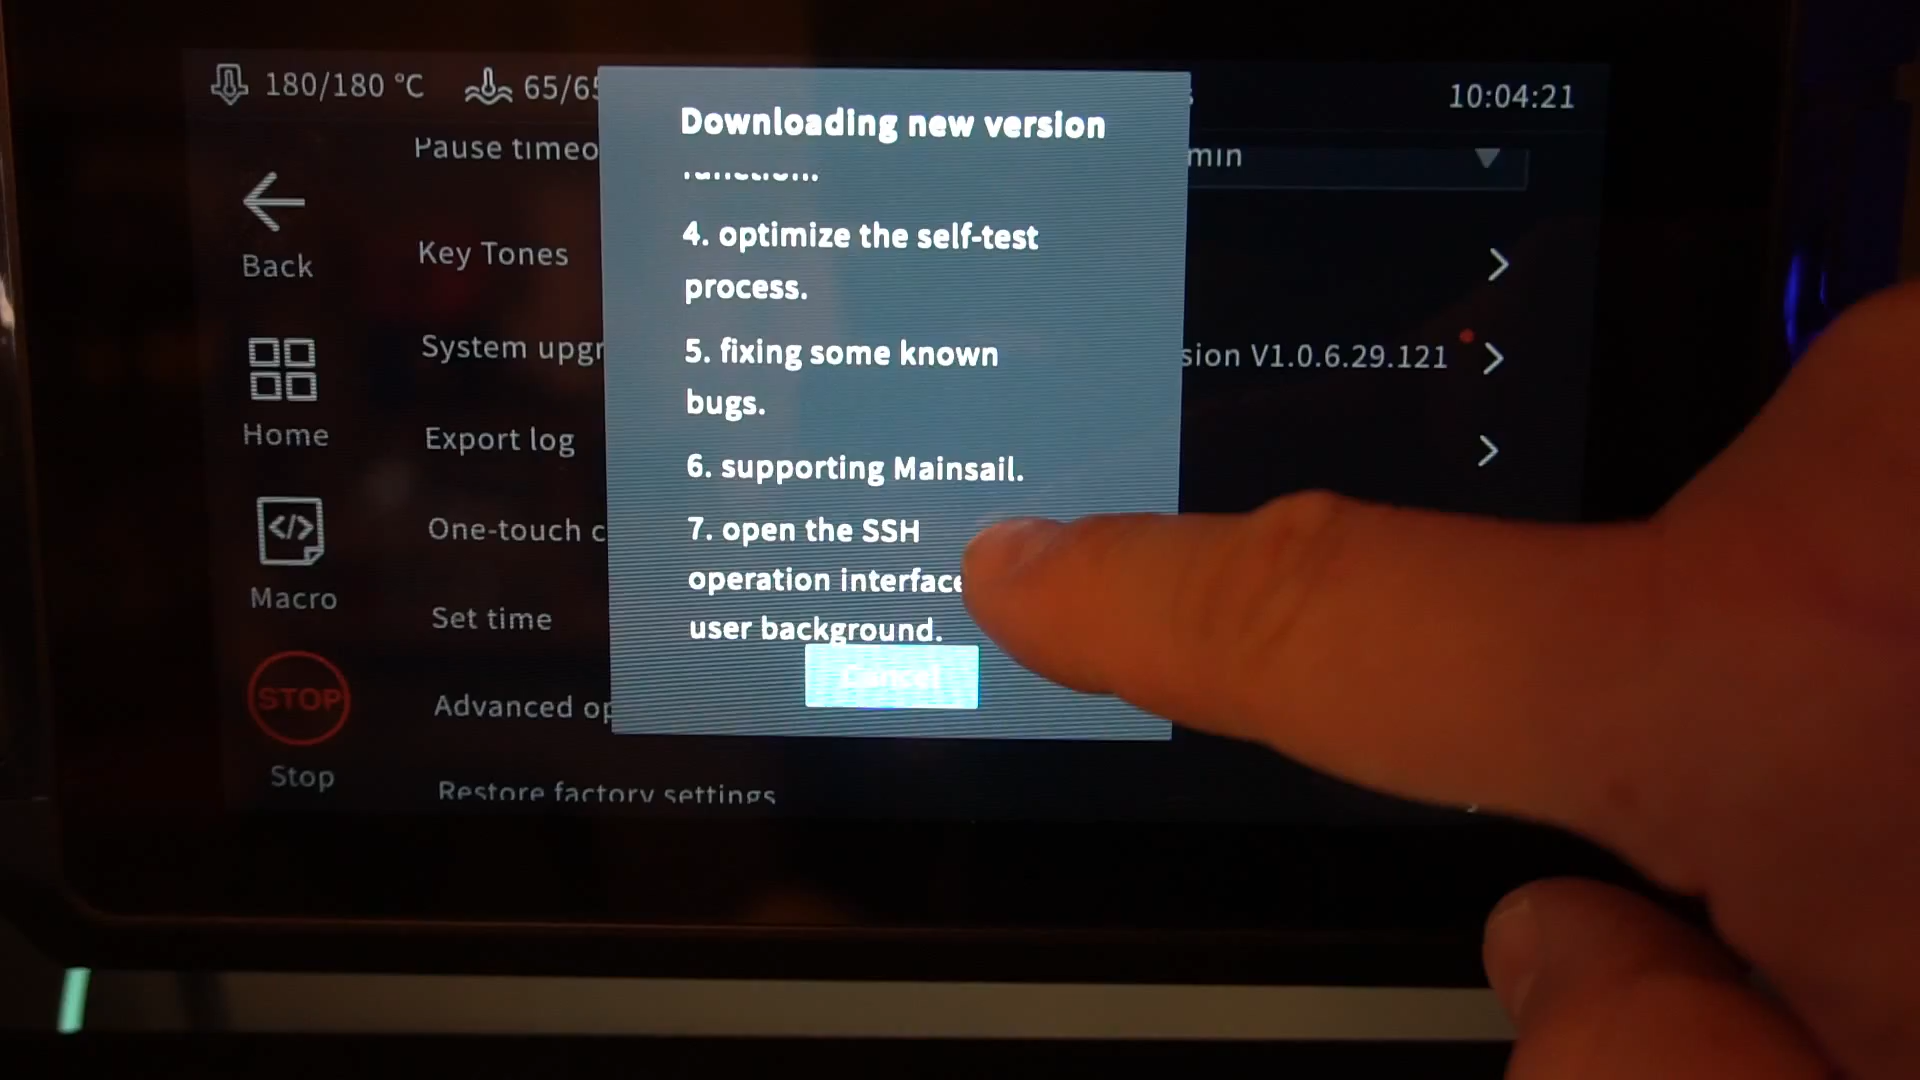 180/180 °C 65/65 10:04:21
Downloading new version
Pause timeo min
function.
Back
Key Tones
4. optimize the self-test
process.
System upgr sion V1.0.6.29.121
5. fixing some known
bugs.
Home
Export log
6. supporting Mainsail.
One-touch c
7. open the SSH
operation interface
Macro
Set time
user background.
Cancel
STOP
Advanced op
Stop
Restore factory settings